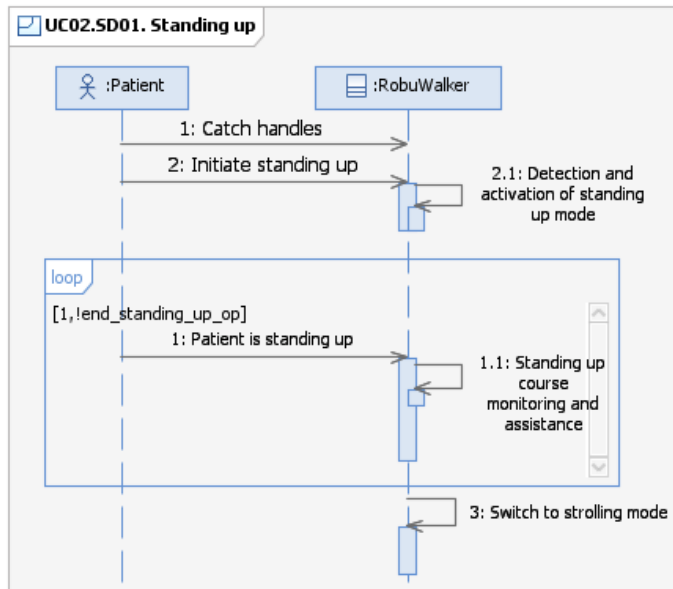 UC02.SD01. Standing up
:Patient
:RobuWalker
1: Catch handles
2: Initiate standing up
2.1: Detection and
activation of standing
up mode
loop
[1,!end_standing_up_op]
1: Patient is standing up
1.1: Standing up
course
monitoring and
assistance
3: Switch to strolling mode